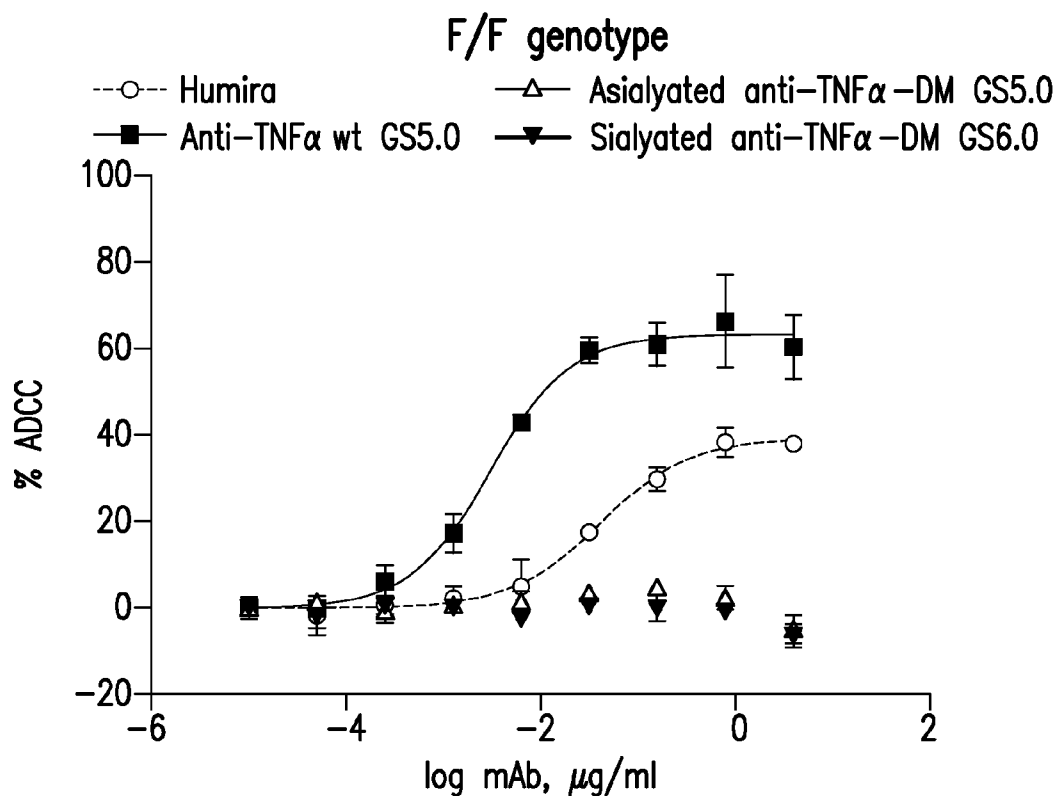 F/F genotype
Humira
Asialyated anti-TNFα-DM GS5.0
Anti-TNFα wt GS5.0
Sialyated anti-TNFα-DM GS6.0
100
80
60
40
20
0
-20
% ADCC
-6 -4 -2 0 2
log mAb, μg/ml